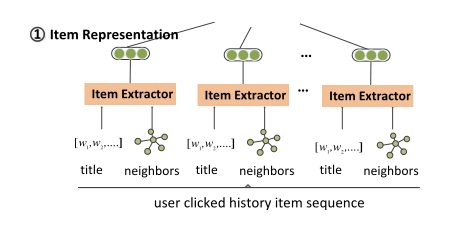 ① Item Representation
...
Item Extractor Item Extractor ... Item Extractor
[w₁,w₂,....] [w₁,w₂,....] [w₁,w₂,....]
title neighbors title neighbors title neighbors
user clicked history item sequence